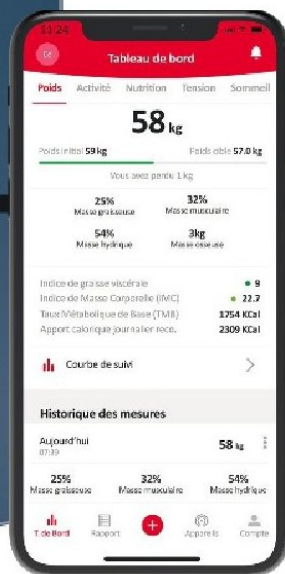 11:24
Tableau de bord
Poids Activité Nutrition Tension Sommeil
58 kg
Poids initial 59 kg Poids cible 57.0 kg
Vous avez perdu 1 kg
25% 32%
Masse graisseuse Masse musculaire
54% 3kg
Masse hydrique Masse osseuse
Indice de graisse viscérale 9
Indice de Masse Corporelle (IMC) 22.7
Taux Métabolique de Base (TMB) 1754 KCal
Apport calorique journalier reco. 2309 KCal
Courbe de suivi
Historique des mesures
Aujourd'hui
07:39
58 kg
25% 32% 54%
Masse graisseuse Masse musculaire Masse hydrique
T de Bord Rapport Appareils Compte